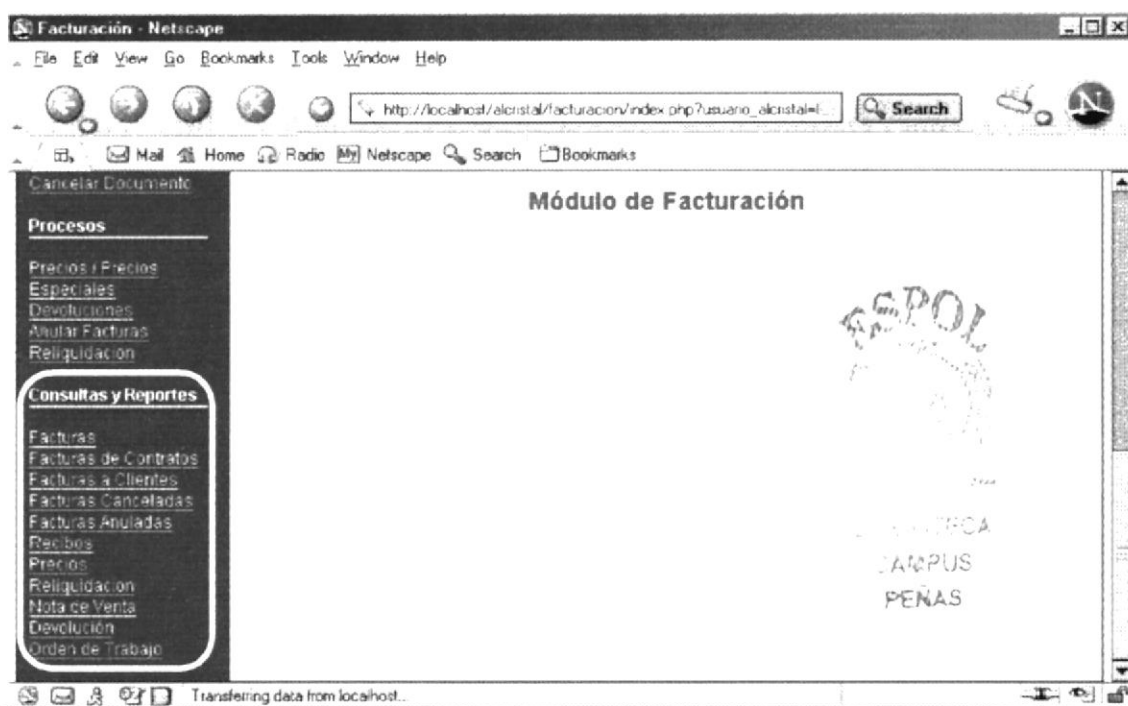 Facturación - Netscape
File Edit View Go Bookmarks Tools Window Help
http://localhost/alcristal/facturacion/index.php?usuario_alcristal=
Search
Mail Home Radio My Netscape Search Bookmarks
Cancelar Documento
Módulo de Facturación
Procesos
Precios / Precios
Especiales
Devoluciones
Anular Facturas
Reliquidacion
Consultas y Reportes
Facturas
Facturas de Contratos
Facturas a Clientes
Facturas Canceladas
Facturas Anuladas
Recibos
Precios
Reliquidacion
Nota de Venta
Devolución
Orden de Trabajo
ESPOL
CAMPUS
PEÑAS
Transferring data from localhost...